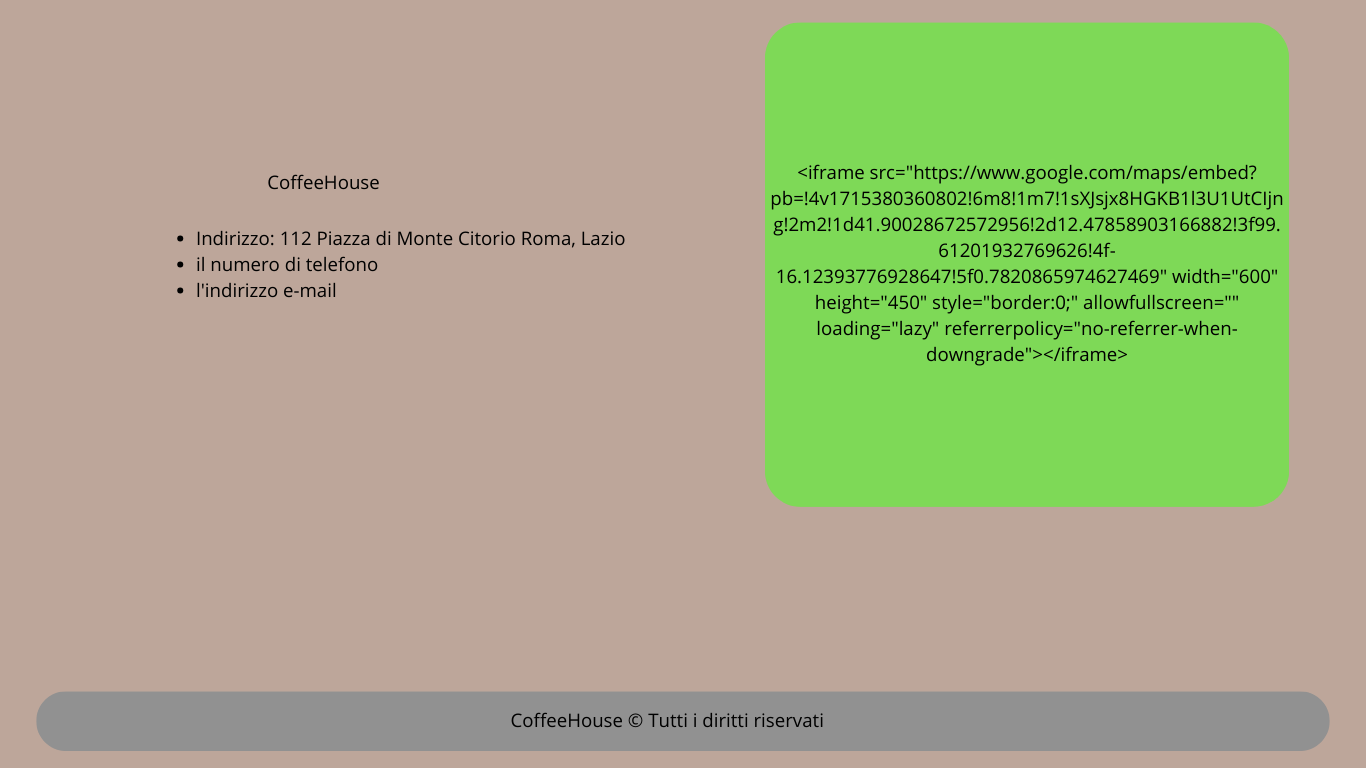 CoffeeHouse
• Indirizzo: 112 Piazza di Monte Citorio Roma, Lazio
• il numero di telefono
• l'indirizzo e-mail
<iframe src="https://www.google.com/maps/embed?
pb=!4v1715380360802!6m8!1m7!1sXJsjx8HGKB1l3U1UtCIjn
g!2m2!1d41.90028672572956!2d12.47858903166882!3f99.
61201932769626!4f-
16.12393776928647!5f0.7820865974627469" width="600"
height="450" style="border:0;" allowfullscreen=""
loading="lazy" referrerpolicy="no-referrer-when-
downgrade"></iframe>
CoffeeHouse © Tutti i diritti riservati